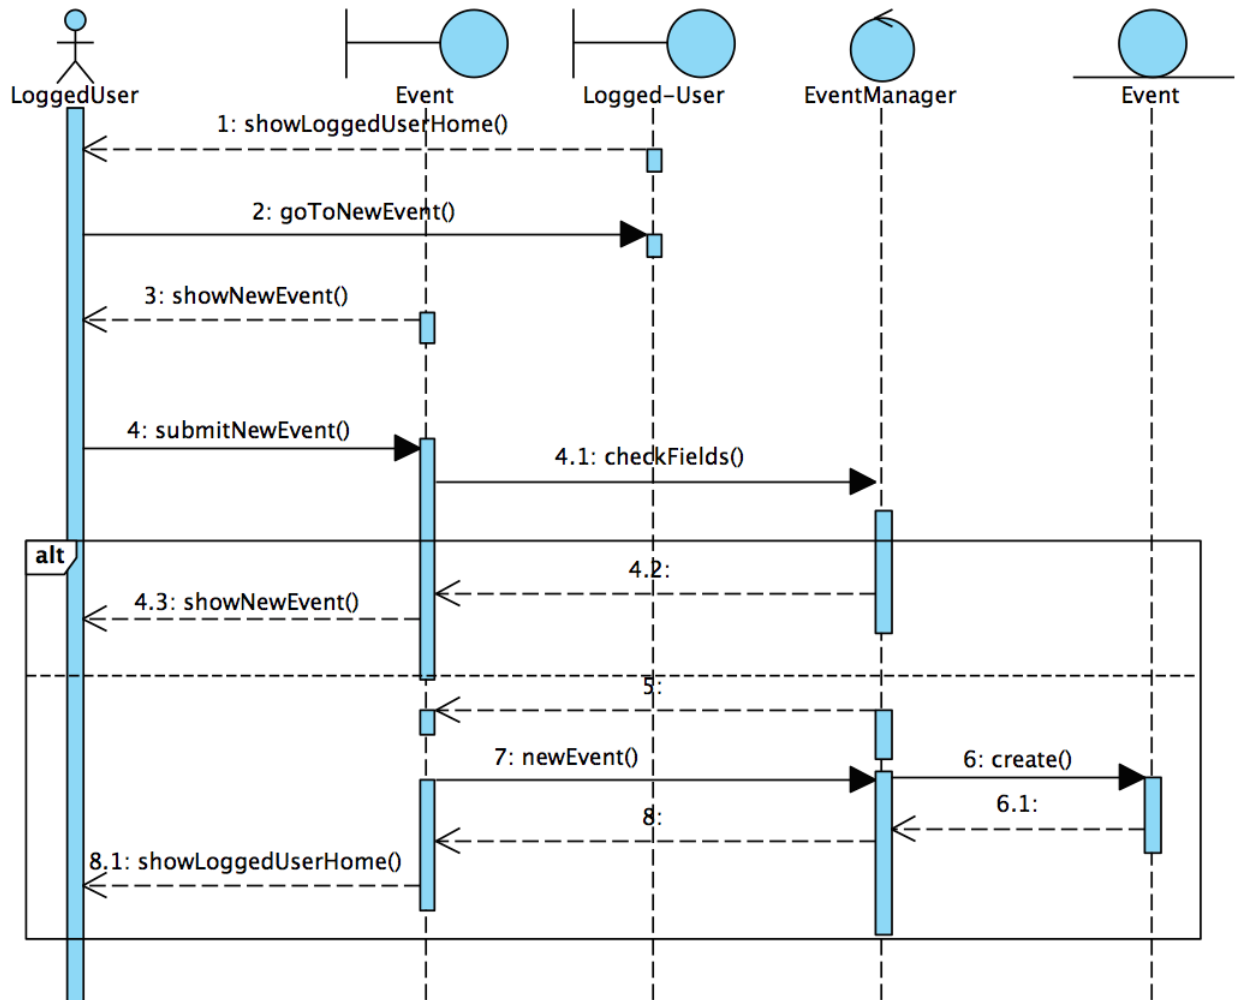 LoggedUser
Event
Logged-User
EventManager
Event
1: showLoggedUserHome()
2: goToNewEvent()
3: showNewEvent()
4: submitNewEvent()
4.1: checkFields()
alt
4.2:
4.3: showNewEvent()
5:
7: newEvent()
6: create()
6.1:
8:
8.1: showLoggedUserHome()